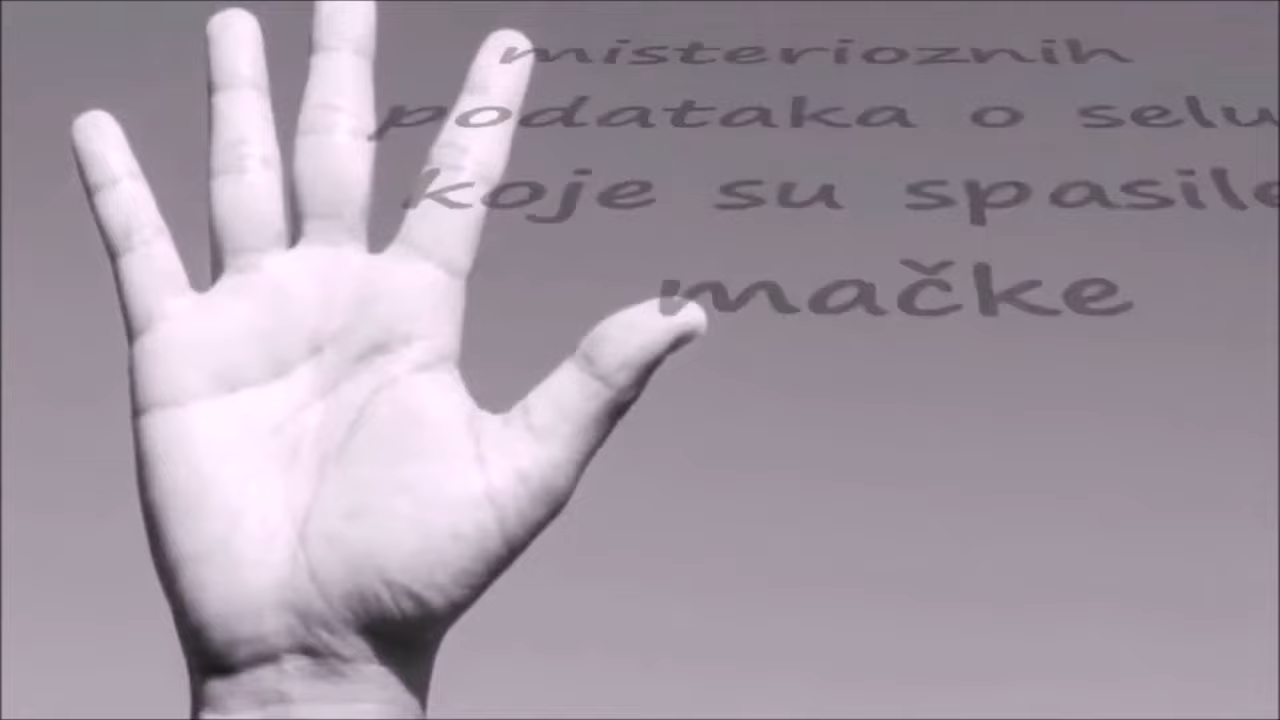 misterioznih
podataka o selu
koje su spasile
mačke